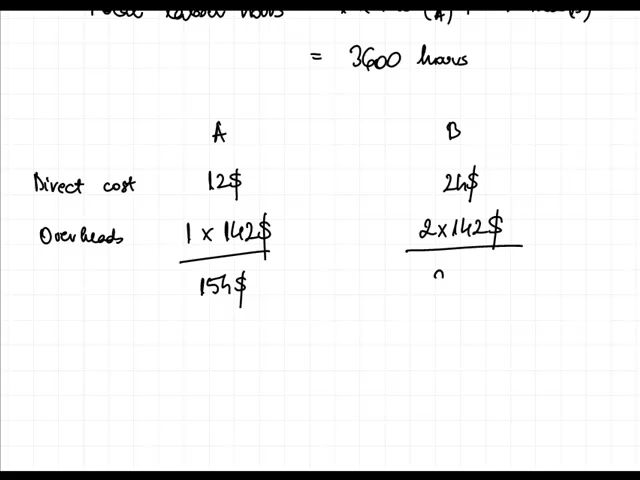 = 3600 hours
A B
Direct cost 12$ 24$
Overheads 1 x 142$ 2 x 142$
154$